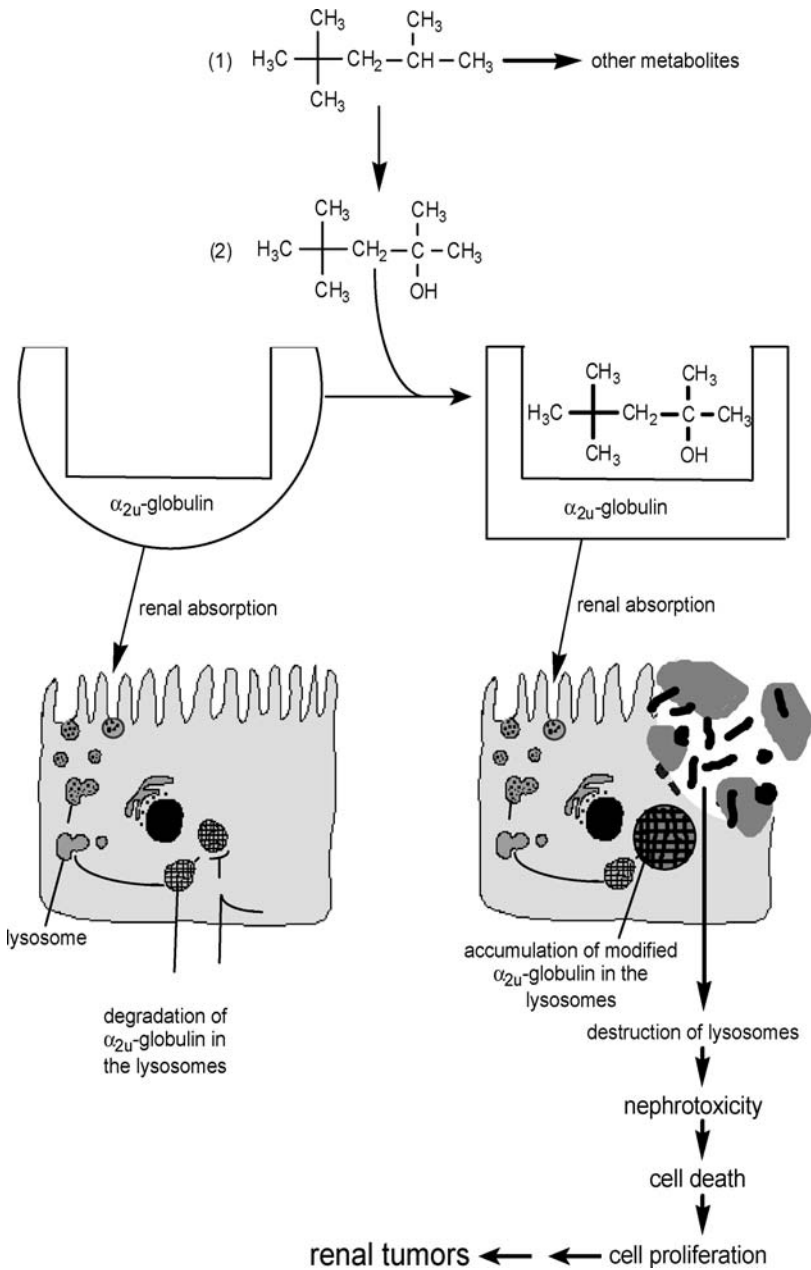 CH3
CH3
(1) H3C CH2 CH CH3 other metabolites
CH3
CH3
CH3
(2) H3C CH2 C CH3
CH3
OH
CH3
CH3
H3C CH2 C CH3
CH3
OH
α2u-globulin
α2u-globulin
renal absorption
renal absorption
lysosome
degradation of
α2u-globulin in
the lysosomes
accumulation of modified
α2u-globulin in the
lysosomes
destruction of lysosomes
nephrotoxicity
cell death
cell proliferation
renal tumors